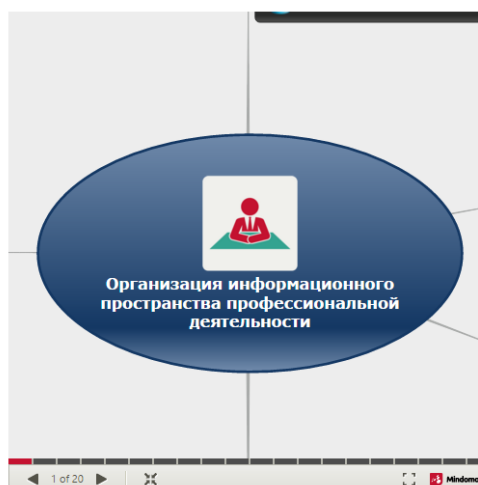 Организация информационного
пространства профессиональной
деятельности
1 of 20
Mindomo